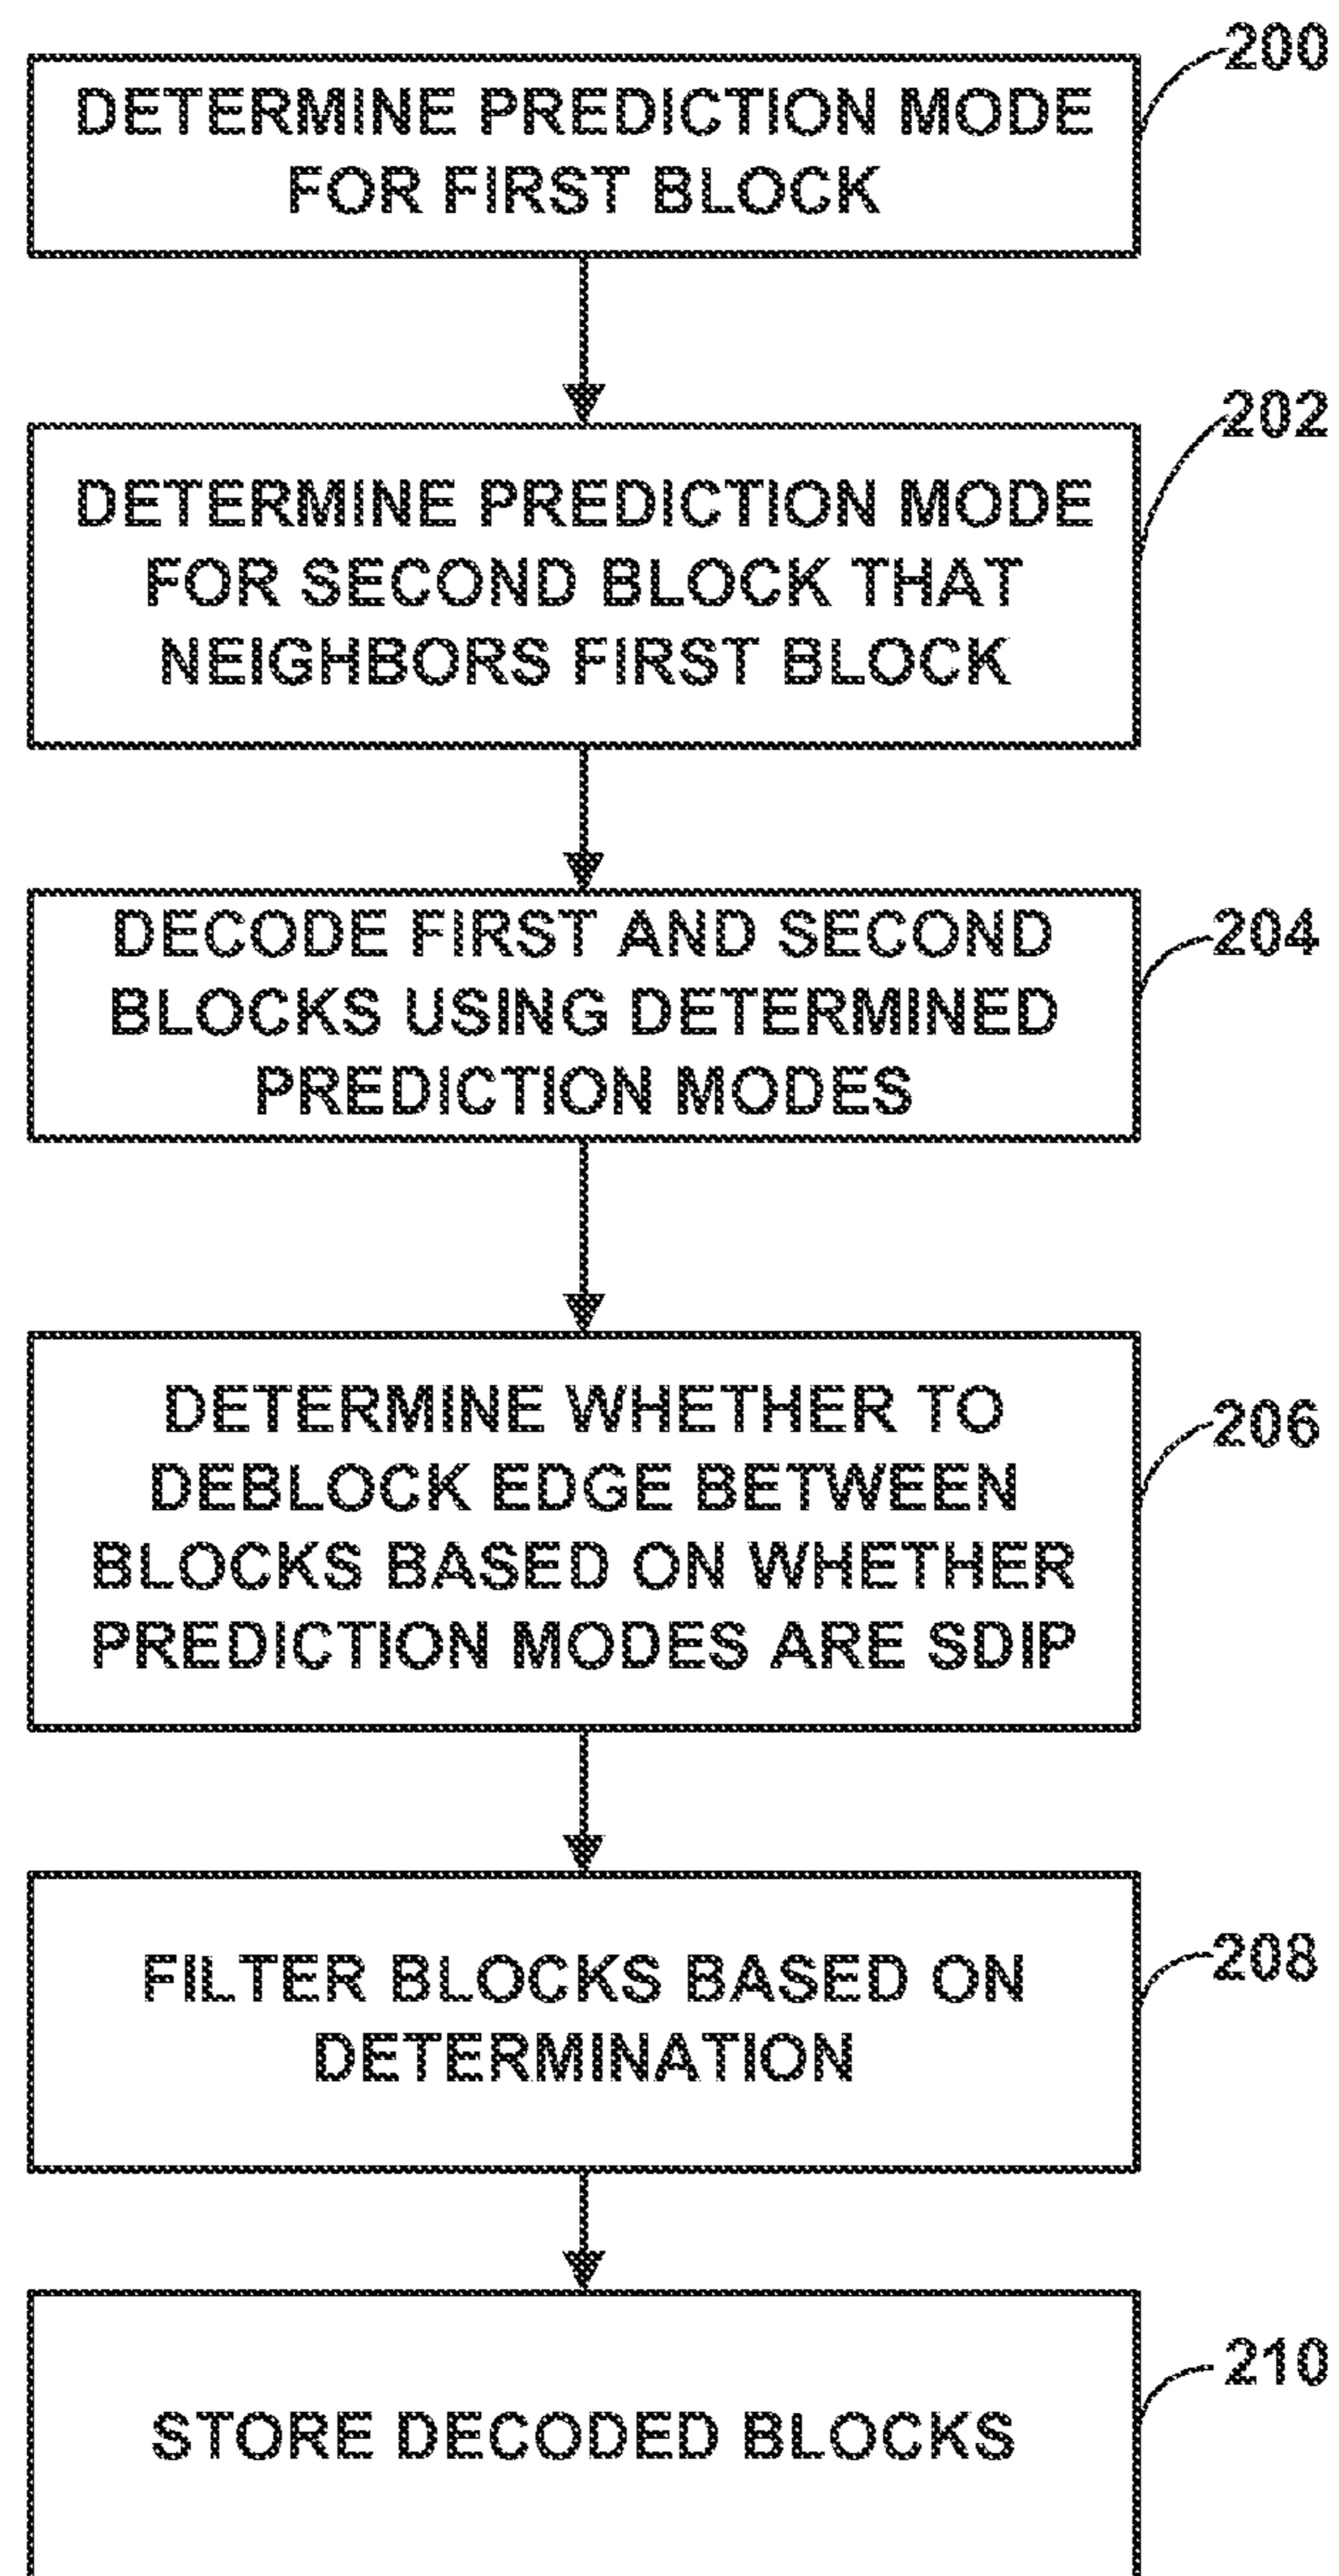 200
DETERMINE PREDICTION MODE
FOR FIRST BLOCK
202
DETERMINE PREDICTION MODE
FOR SECOND BLOCK THAT
NEIGHBORS FIRST BLOCK
204
DECODE FIRST AND SECOND
BLOCKS USING DETERMINED
PREDICTION MODES
206
DETERMINE WHETHER TO
DEBLOCK EDGE BETWEEN
BLOCKS BASED ON WHETHER
PREDICTION MODES ARE SDIP
208
FILTER BLOCKS BASED ON
DETERMINATION
210
STORE DECODED BLOCKS